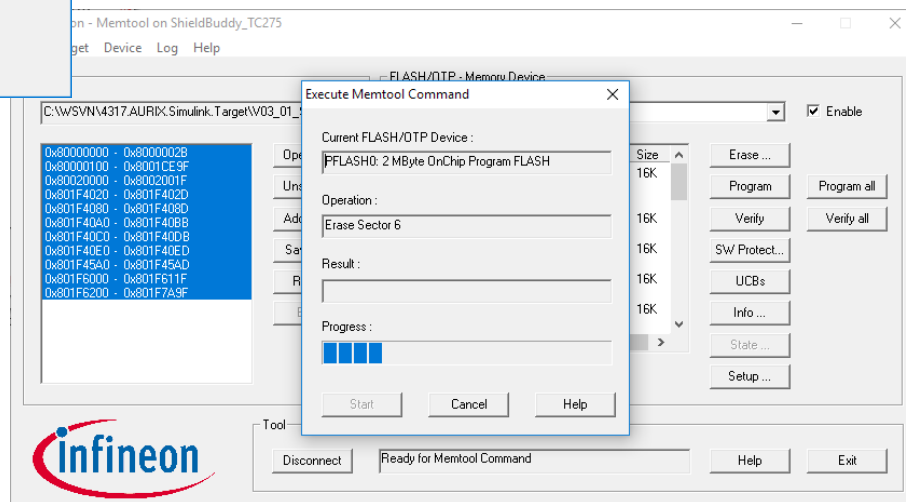 on - Memtool on ShieldBuddy_TC275
get Device Log Help
FLASH/OTP - Memory Device
Execute Memtool Command
C:\WSVN\4317.AURIX.Simulink.Target\V03_01_
Enable
Current FLASH/OTP Device :
PFLASH0: 2 MByte OnChip Program FLASH
0x80000000 - 0x8000002B
0x80000100 - 0x8001CE9F
0x80020000 - 0x8002001F
0x801F4020 - 0x801F402D
0x801F4080 - 0x801F408D
0x801F40A0 - 0x801F40BB
0x801F40C0 - 0x801F40DB
0x801F40E0 - 0x801F40ED
0x801F45A0 - 0x801F45AD
0x801F6000 - 0x801F611F
0x801F6200 - 0x801F7A9F
Ope
Uns
Add
Sa
R
Operation :
Erase Sector 6
Result :
Progress :
Start
Cancel
Help
Size
16K
16K
16K
16K
16K
Erase ...
Program
Program all
Verify
Verify all
SW Protect...
UCBs
Info ...
State ...
Setup ...
infineon
Tool
Disconnect
Ready for Memtool Command
Help
Exit